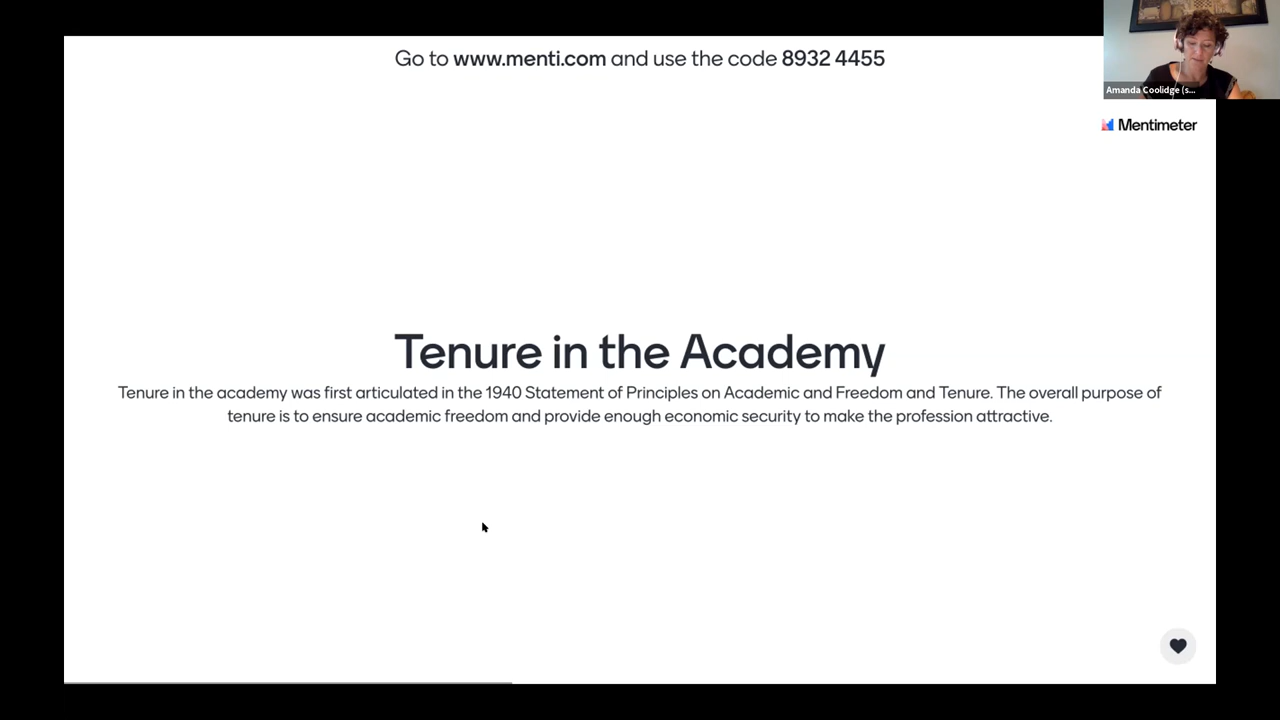 Go to www.menti.com and use the code 8932 4455
Amanda Coolidge (s...
Mentimeter
Tenure in the Academy
Tenure in the academy was first articulated in the 1940 Statement of Principles on Academic and Freedom and Tenure. The overall purpose of
tenure is to ensure academic freedom and provide enough economic security to make the profession attractive.